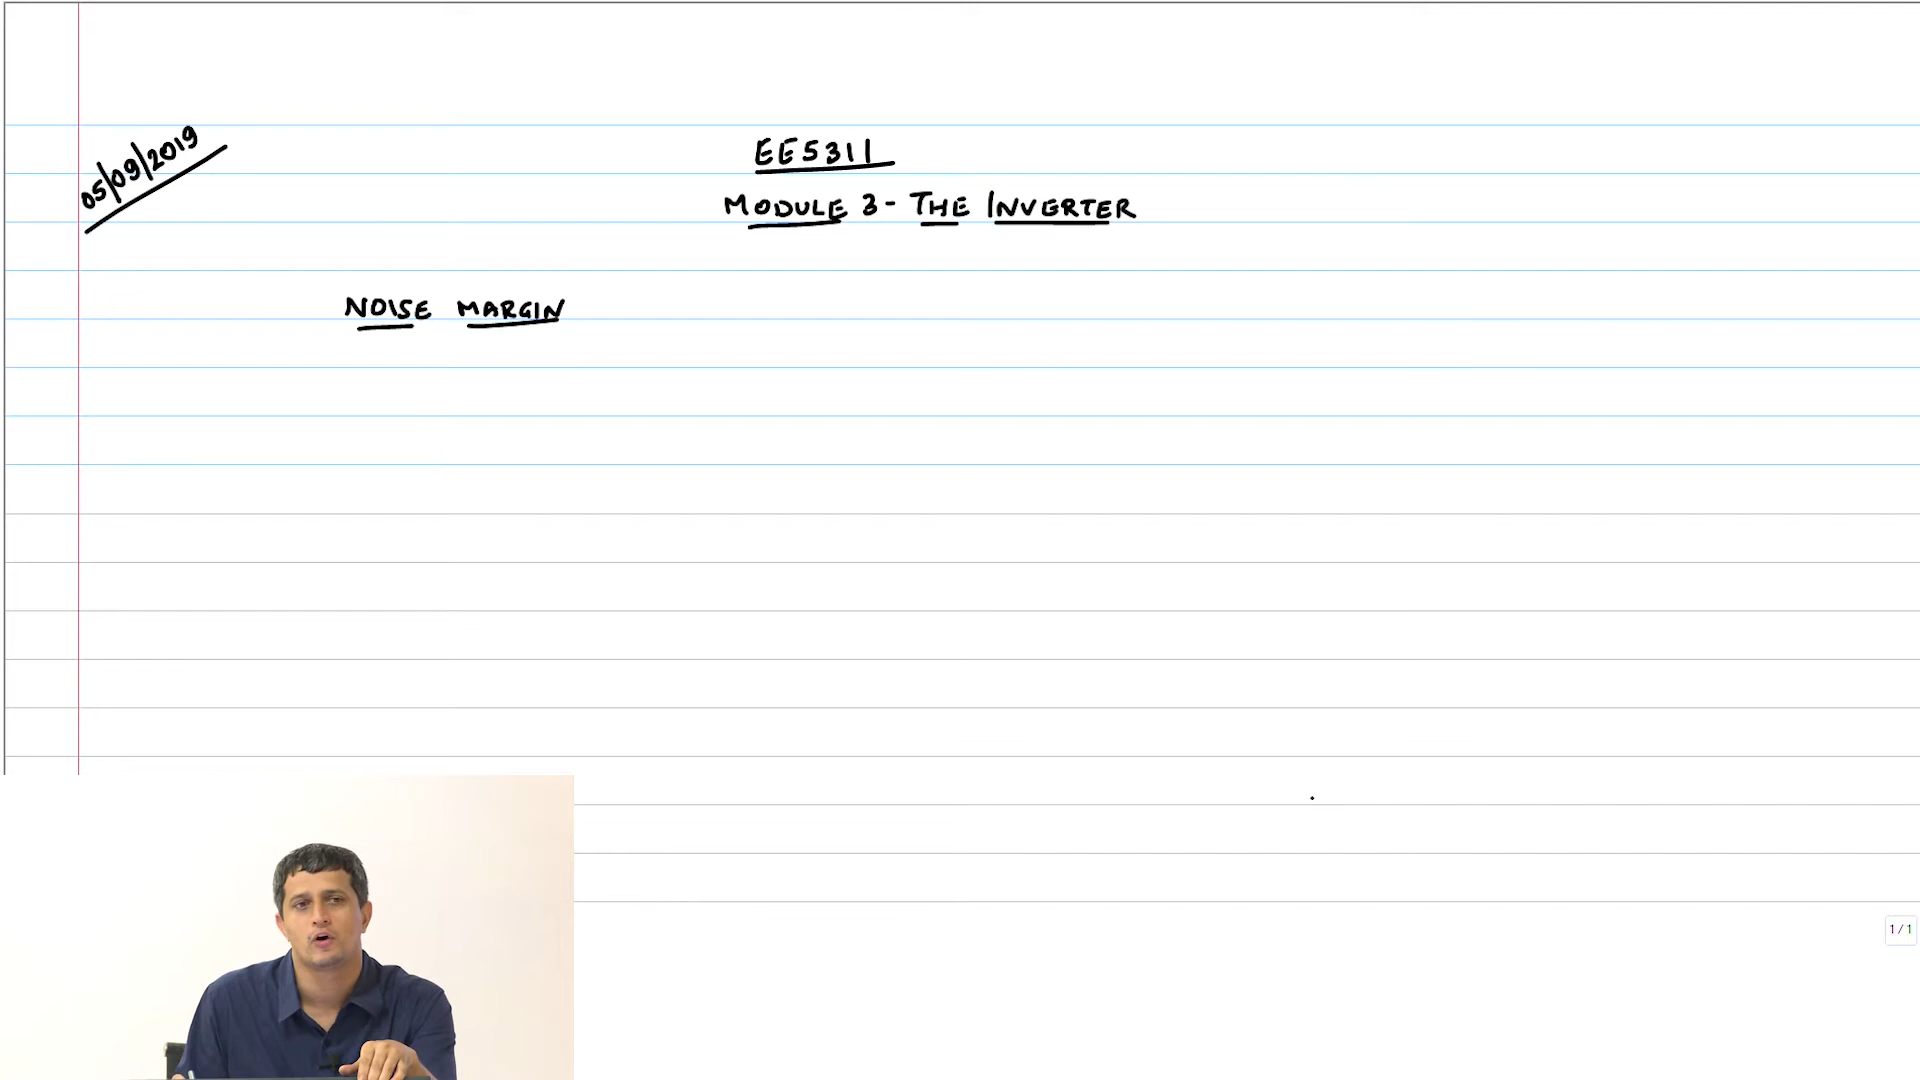 05/09/2019
EE5311
MODULE 3 - THE INVERTER
NOISE MARGIN
1/1